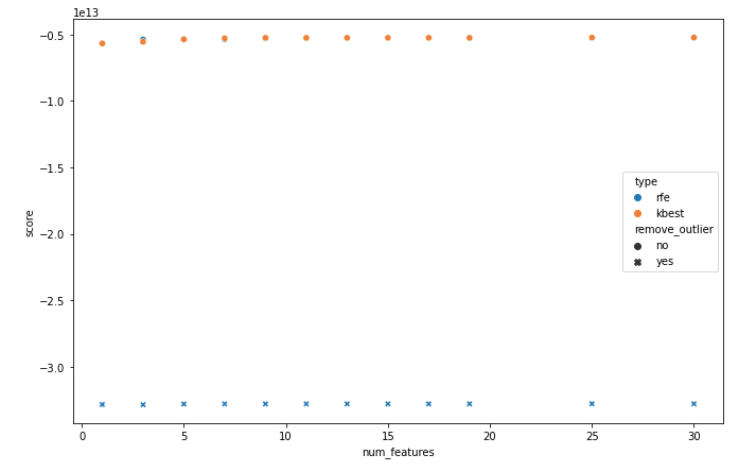 1e13
−0.5
−1.0
−1.5
−2.0
−2.5
−3.0
score
0 5 10 15 20 25 30
num_features
type
rfe
kbest
remove_outlier
no
yes